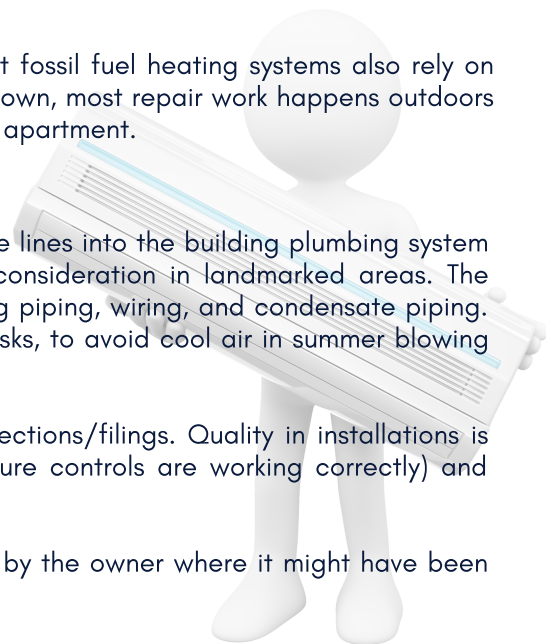 t fossil fuel heating systems also rely on
own, most repair work happens outdoors
apartment.
e lines into the building plumbing system
consideration in landmarked areas. The
g piping, wiring, and condensate piping.
sks, to avoid cool air in summer blowing
ections/filings. Quality in installations is
ure controls are working correctly) and
by the owner where it might have been